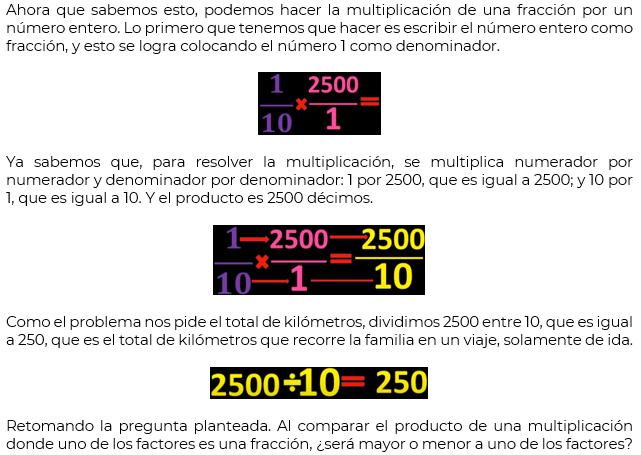 Ahora que sabemos esto, podemos hacer la multiplicación de una fracción por un
número entero. Lo primero que tenemos que hacer es escribir el número entero como
fracción, y esto se logra colocando el número 1 como denominador.
1 2500
× =
10 1
Ya sabemos que, para resolver la multiplicación, se multiplica numerador por
numerador y denominador por denominador: 1 por 2500, que es igual a 2500; y 10 por
1, que es igual a 10. Y el producto es 2500 décimos.
1 2500 2500
× =
10 1 10
Como el problema nos pide el total de kilómetros, dividimos 2500 entre 10, que es igual
a 250, que es el total de kilómetros que recorre la familia en un viaje, solamente de ida.
2500÷10= 250
Retomando la pregunta planteada. Al comparar el producto de una multiplicación
donde uno de los factores es una fracción, ¿será mayor o menor a uno de los factores?